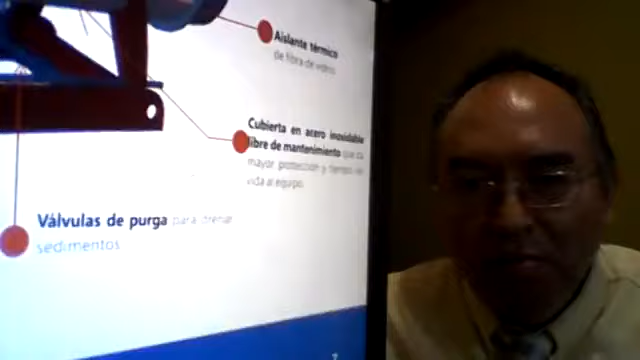 Aislante térmico
de fibra de vidrio
Cubierta en acero inoxidable
libre de mantenimiento que da
mayor protección y tiempo de
vida al equipo.
Válvulas de purga para drenar
sedimentos
7